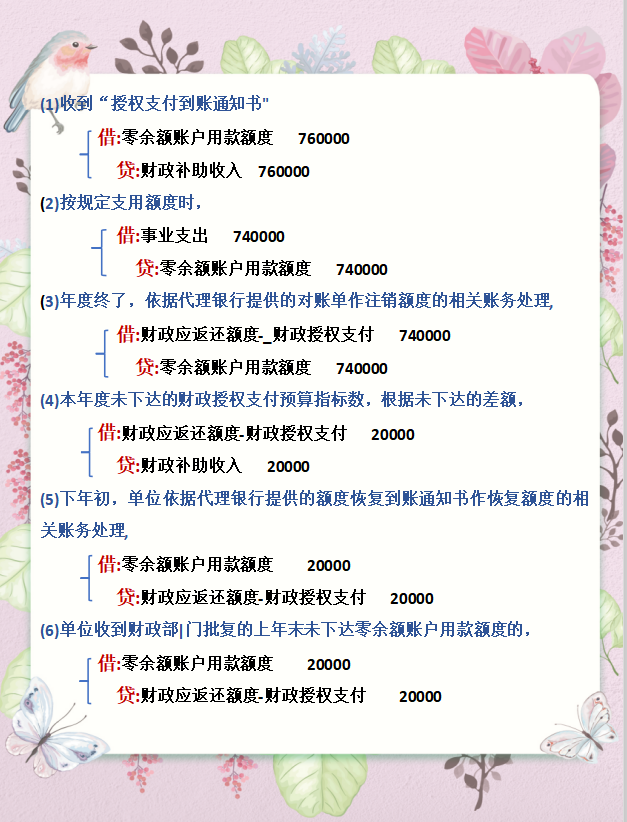 (1)收到“授权支付到账通知书"
借:零余额账户用款额度 760000
贷:财政补助收入 760000
(2)按规定支用额度时，
借:事业支出 740000
贷:零余额账户用款额度 740000
(3)年度终了，依据代理银行提供的对账单作注销额度的相关账务处理,
借:财政应返还额度-_财政授权支付 740000
贷:零余额账户用款额度 740000
(4)本年度未下达的财政授权支付预算指标数，根据未下达的差额，
借:财政应返还额度-财政授权支付 20000
贷:财政补助收入 20000
(5)下年初，单位依据代理银行提供的额度恢复到账通知书作恢复额度的相
关账务处理,
借:零余额账户用款额度 20000
贷:财政应返还额度-财政授权支付 20000
(6)单位收到财政部|门批复的上年末未下达零余额账户用款额度的，
借:零余额账户用款额度 20000
贷:财政应返还额度-财政授权支付 20000